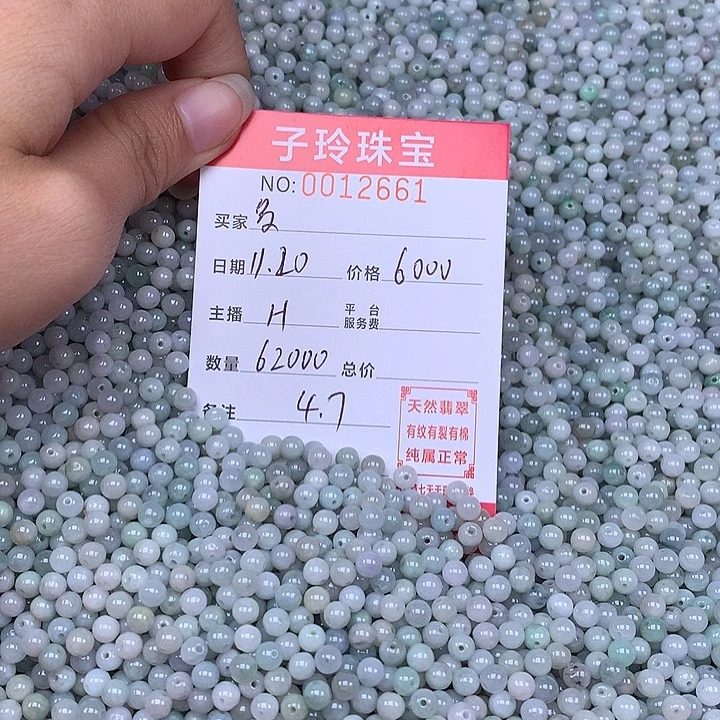 子玲珠宝
NO: 0012661
买家
日期 11.20 价格 6000
主播 H 平台服务费
数量 62000 总价
备注 4.7
天然翡翠
有纹有裂有棉
纯属正常